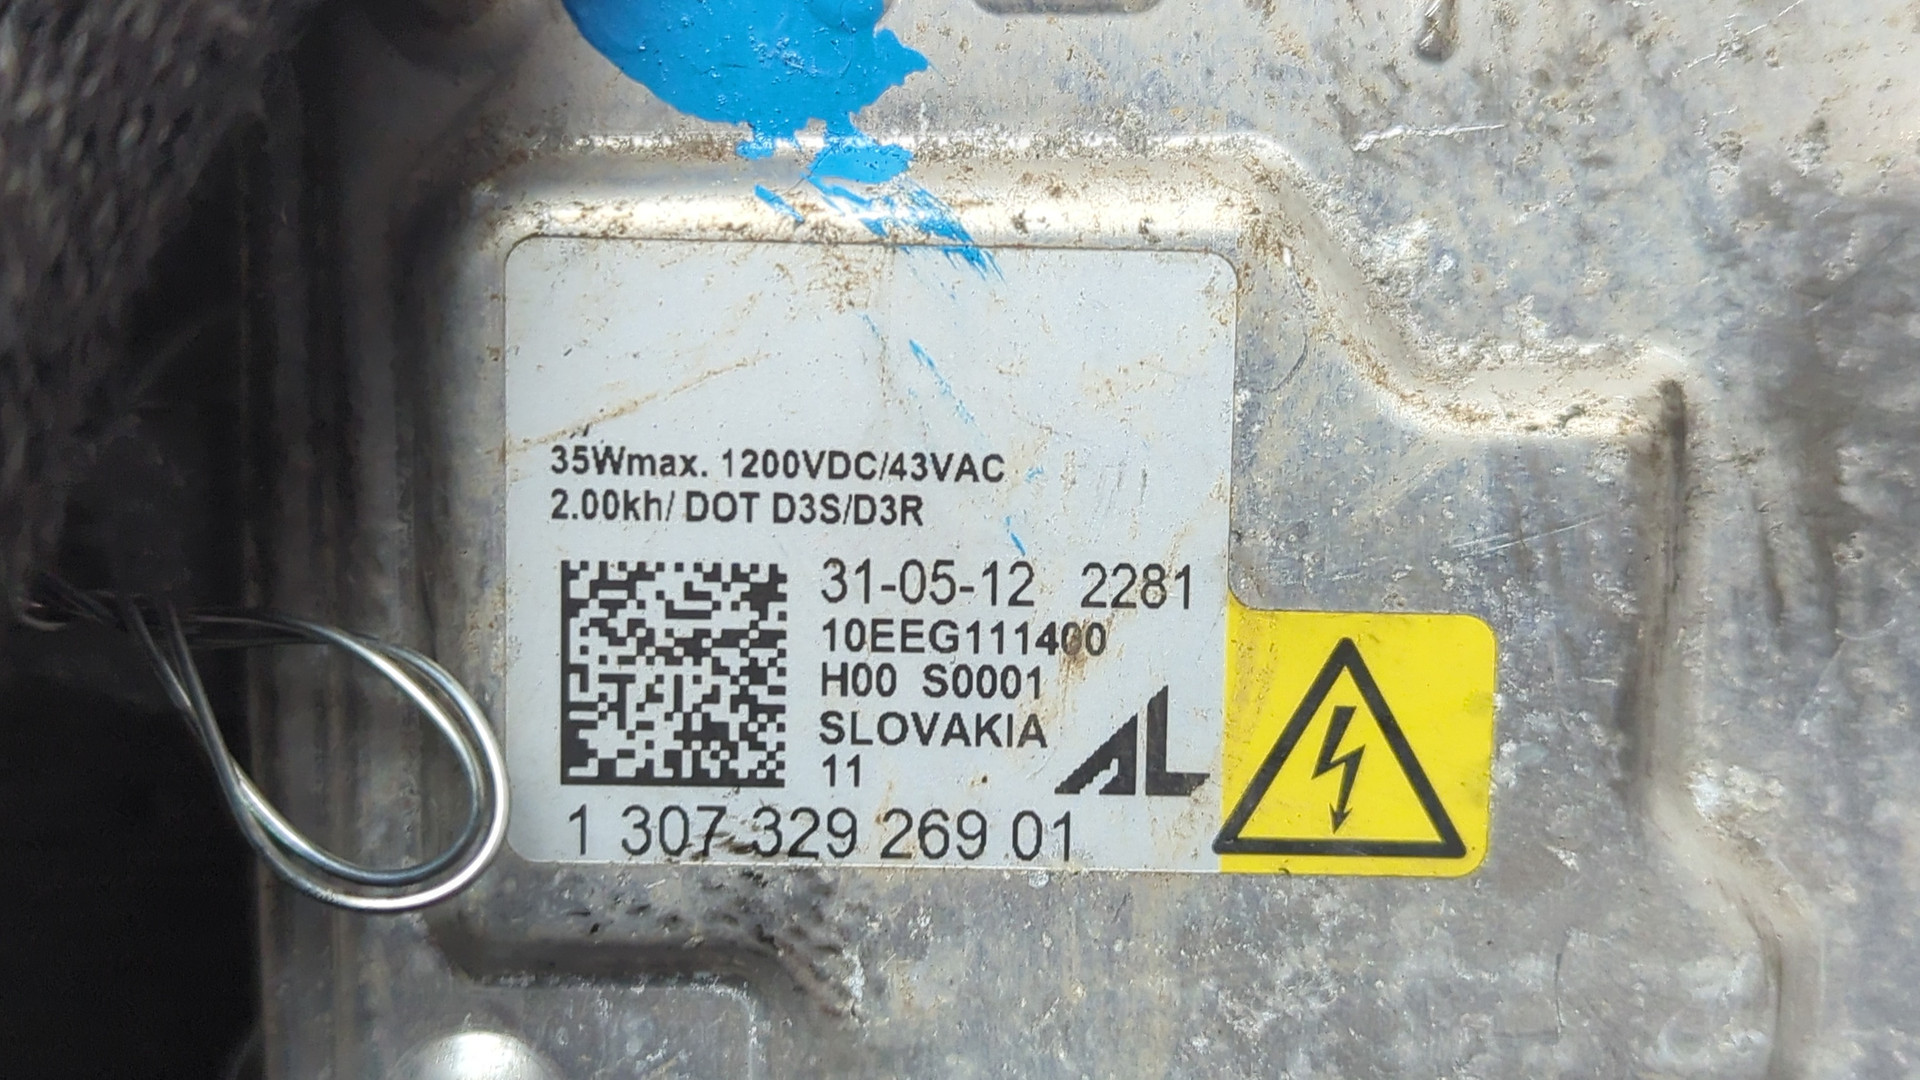 35Wmax. 1200VDC/43VAC
2.00kh/ DOT D3S/D3R
31-05-12 2281
10EEG111400
H00 S0001
SLOVAKIA
11
AL
1 307 329 269 01